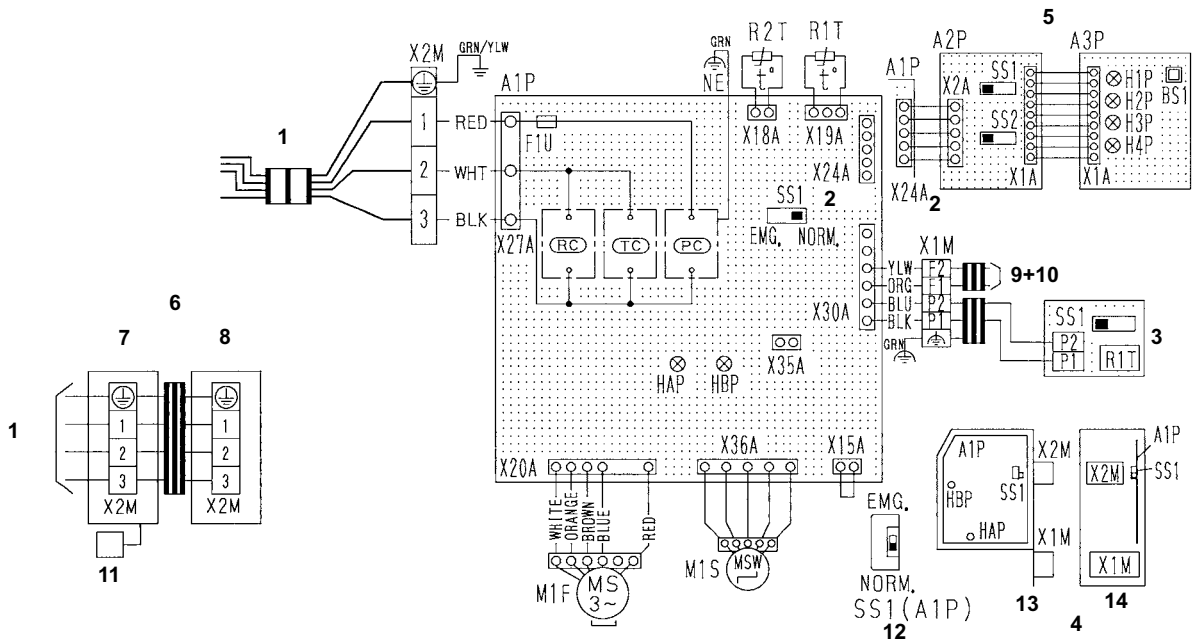 X2M
GRN/YLW
1
1
RED
2
WHT
3
BLK
X27A
A1P
F1U
GRN
NE
R2T
t°
X18A
R1T
t°
X19A
X24A
2
SS1
EMG. NORM.
RC
TC
PC
X30A
X35A
HAP
HBP
X20A
X36A
X15A
WHITE
ORANGE
BROWN
BLUE
RED
M1F
MS
3~
M1S
MSW
5
A1P
X24A
2
A2P
X2A
SS1
SS2
X1A
A3P
H1P
H2P
H3P
H4P
BS1
X1A
X1M
YLW F2
ORG F1
BLU P2
BLK P1
GRN
9+10
SS1
P2
P1
R1T
3
6
7
8
1
1
2
3
X2M
1
2
3
X2M
11
EMG.
NORM.
SS1(A1P)
12
A1P
HBP
HAP
SS1
X2M
X1M
13
4
A1P
X2M
SS1
X1M
14